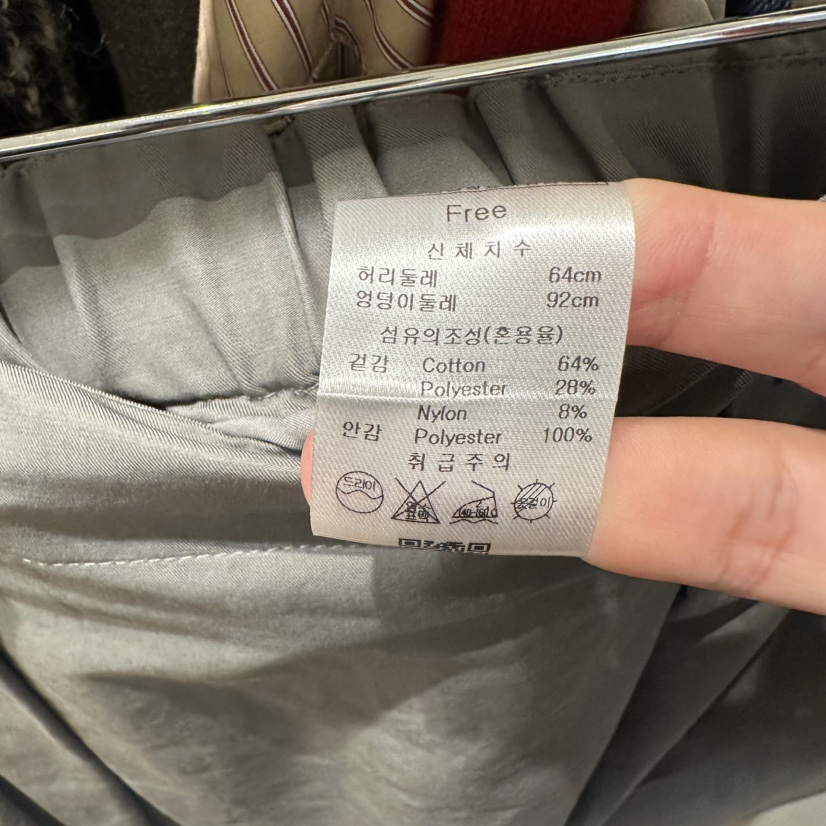 Free
신체치수
허리둘레 64cm
엉덩이둘레 92cm
섬유의조성(혼용율)
겉감 Cotton 64%
Polyester 28%
Nylon 8%
안감 Polyester 100%
취급주의
드라이